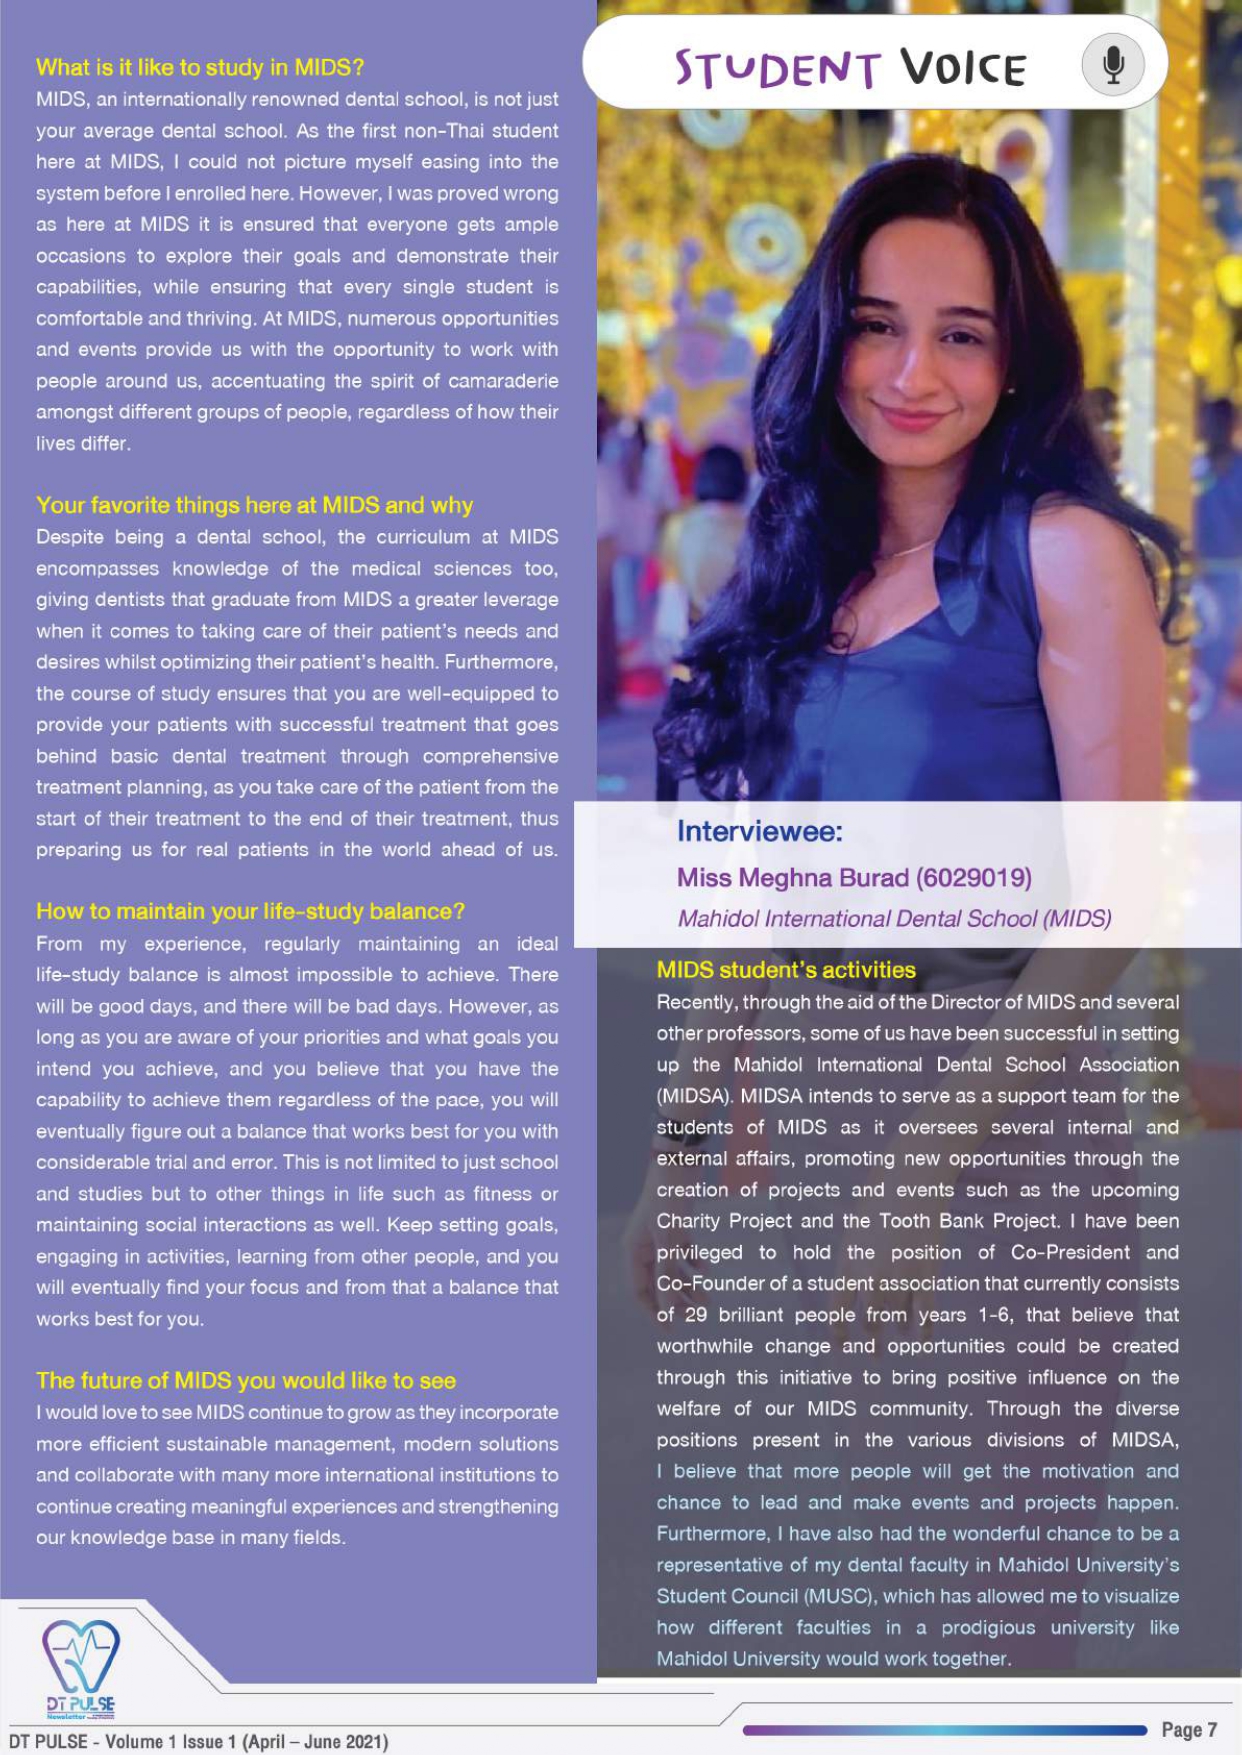 STUDENT VOICE
What is it like to study in MIDS?
MIDS, an internationally renowned dental school, is not just
your average dental school. As the first non-Thai student
here at MIDS, I could not picture myself easing into the
system before I enrolled here. However, I was proved wrong
as here at MIDS it is ensured that everyone gets ample
occasions to explore their goals and demonstrate their
capabilities, while ensuring that every single student is
comfortable and thriving. At MIDS, numerous opportunities
and events provide us with the opportunity to work with
people around us, accentuating the spirit of camaraderie
amongst different groups of people, regardless of how their
lives differ.
Your favorite things here at MIDS and why
Despite being a dental school, the curriculum at MIDS
encompasses knowledge of the medical sciences too,
giving dentists that graduate from MIDS a greater leverage
when it comes to taking care of their patient's needs and
desires whilst optimizing their patient's health. Furthermore,
the course of study ensures that you are well-equipped to
provide your patients with successful treatment that goes
behind basic dental treatment through comprehensive
treatment planning, as you take care of the patient from the
start of their treatment to the end of their treatment, thus
preparing us for real patients in the world ahead of us.
How to maintain your life-study balance?
From my experience, regularly maintaining an ideal
life-study balance is almost impossible to achieve. There
will be good days, and there will be bad days. However, as
long as you are aware of your priorities and what goals you
intend you achieve, and you believe that you have the
capability to achieve them regardless of the pace, you will
eventually figure out a balance that works best for you with
considerable trial and error. This is not limited to just school
and studies but to other things in life such as fitness or
maintaining social interactions as well. Keep setting goals,
engaging in activities, learning from other people, and you
will eventually find your focus and from that a balance that
works best for you.
The future of MIDS you would like to see
I would love to see MIDS continue to grow as they incorporate
more efficient sustainable management, modern solutions
and collaborate with many more international institutions to
continue creating meaningful experiences and strengthening
our knowledge base in many fields.
Interviewee:
Miss Meghna Burad (6029019)
Mahidol International Dental School (MIDS)
MIDS student's activities
Recently, through the aid of the Director of MIDS and several
other professors, some of us have been successful in setting
up the Mahidol International Dental School Association
(MIDSA). MIDSA intends to serve as a support team for the
students of MIDS as it oversees several internal and
external affairs, promoting new opportunities through the
creation of projects and events such as the upcoming
Charity Project and the Tooth Bank Project. I have been
privileged to hold the position of Co-President and
Co-Founder of a student association that currently consists
of 29 brilliant people from years 1-6, that believe that
worthwhile change and opportunities could be created
through this initiative to bring positive influence on the
welfare of our MIDS community. Through the diverse
positions present in the various divisions of MIDSA,
I believe that more people will get the motivation and
chance to lead and make events and projects happen.
Furthermore, I have also had the wonderful chance to be a
representative of my dental faculty in Mahidol University's
Student Council (MUSC), which has allowed me to visualize
how different faculties in a prodigious university like
Mahidol University would work together.
DT PULSE
Newsletter
DT PULSE - Volume 1 Issue 1 (April – June 2021)
Page 7